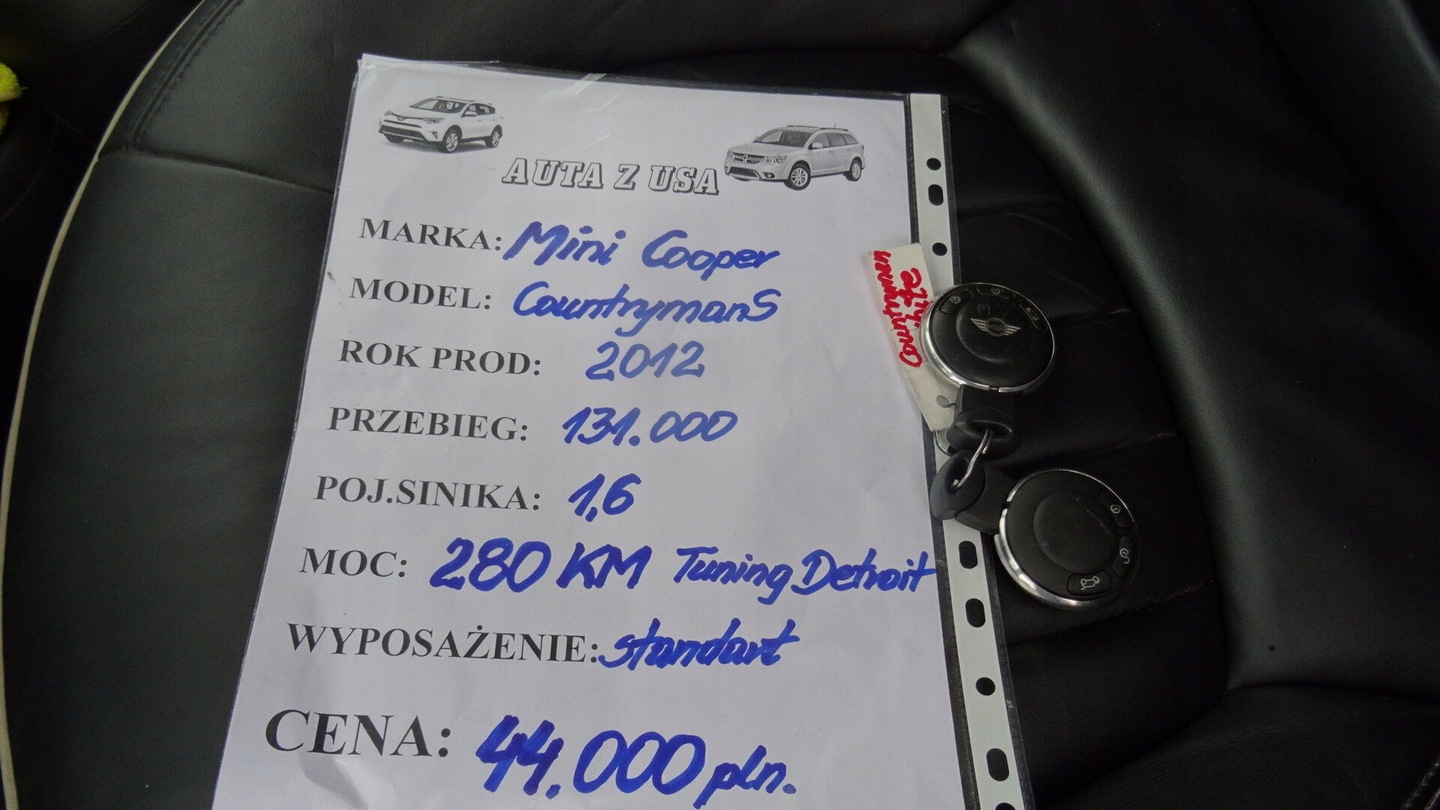 AUTA Z USA
MARKA: Mini Cooper
MODEL: CountrymanS
ROK PROD: 2012
PRZEBIEG: 131.000
POJ.SINIKA: 1,6
MOC: 280 KM Tuning Detroit
WYPOSAŻENIE: standart
CENA: 44.000 pln.
Countrymen